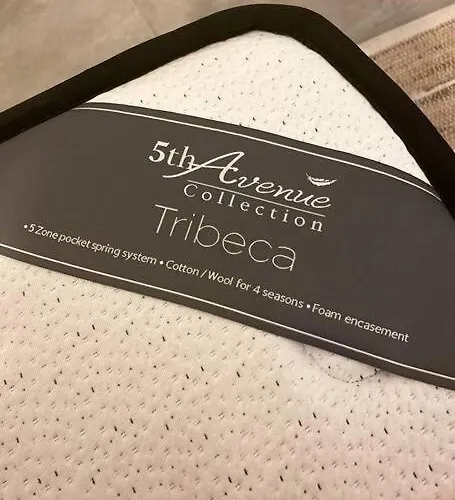 5th Avenue
Collection
Tribeca
• 5 Zone pocket spring system • Cotton / Wool for 4 seasons • Foam encasement